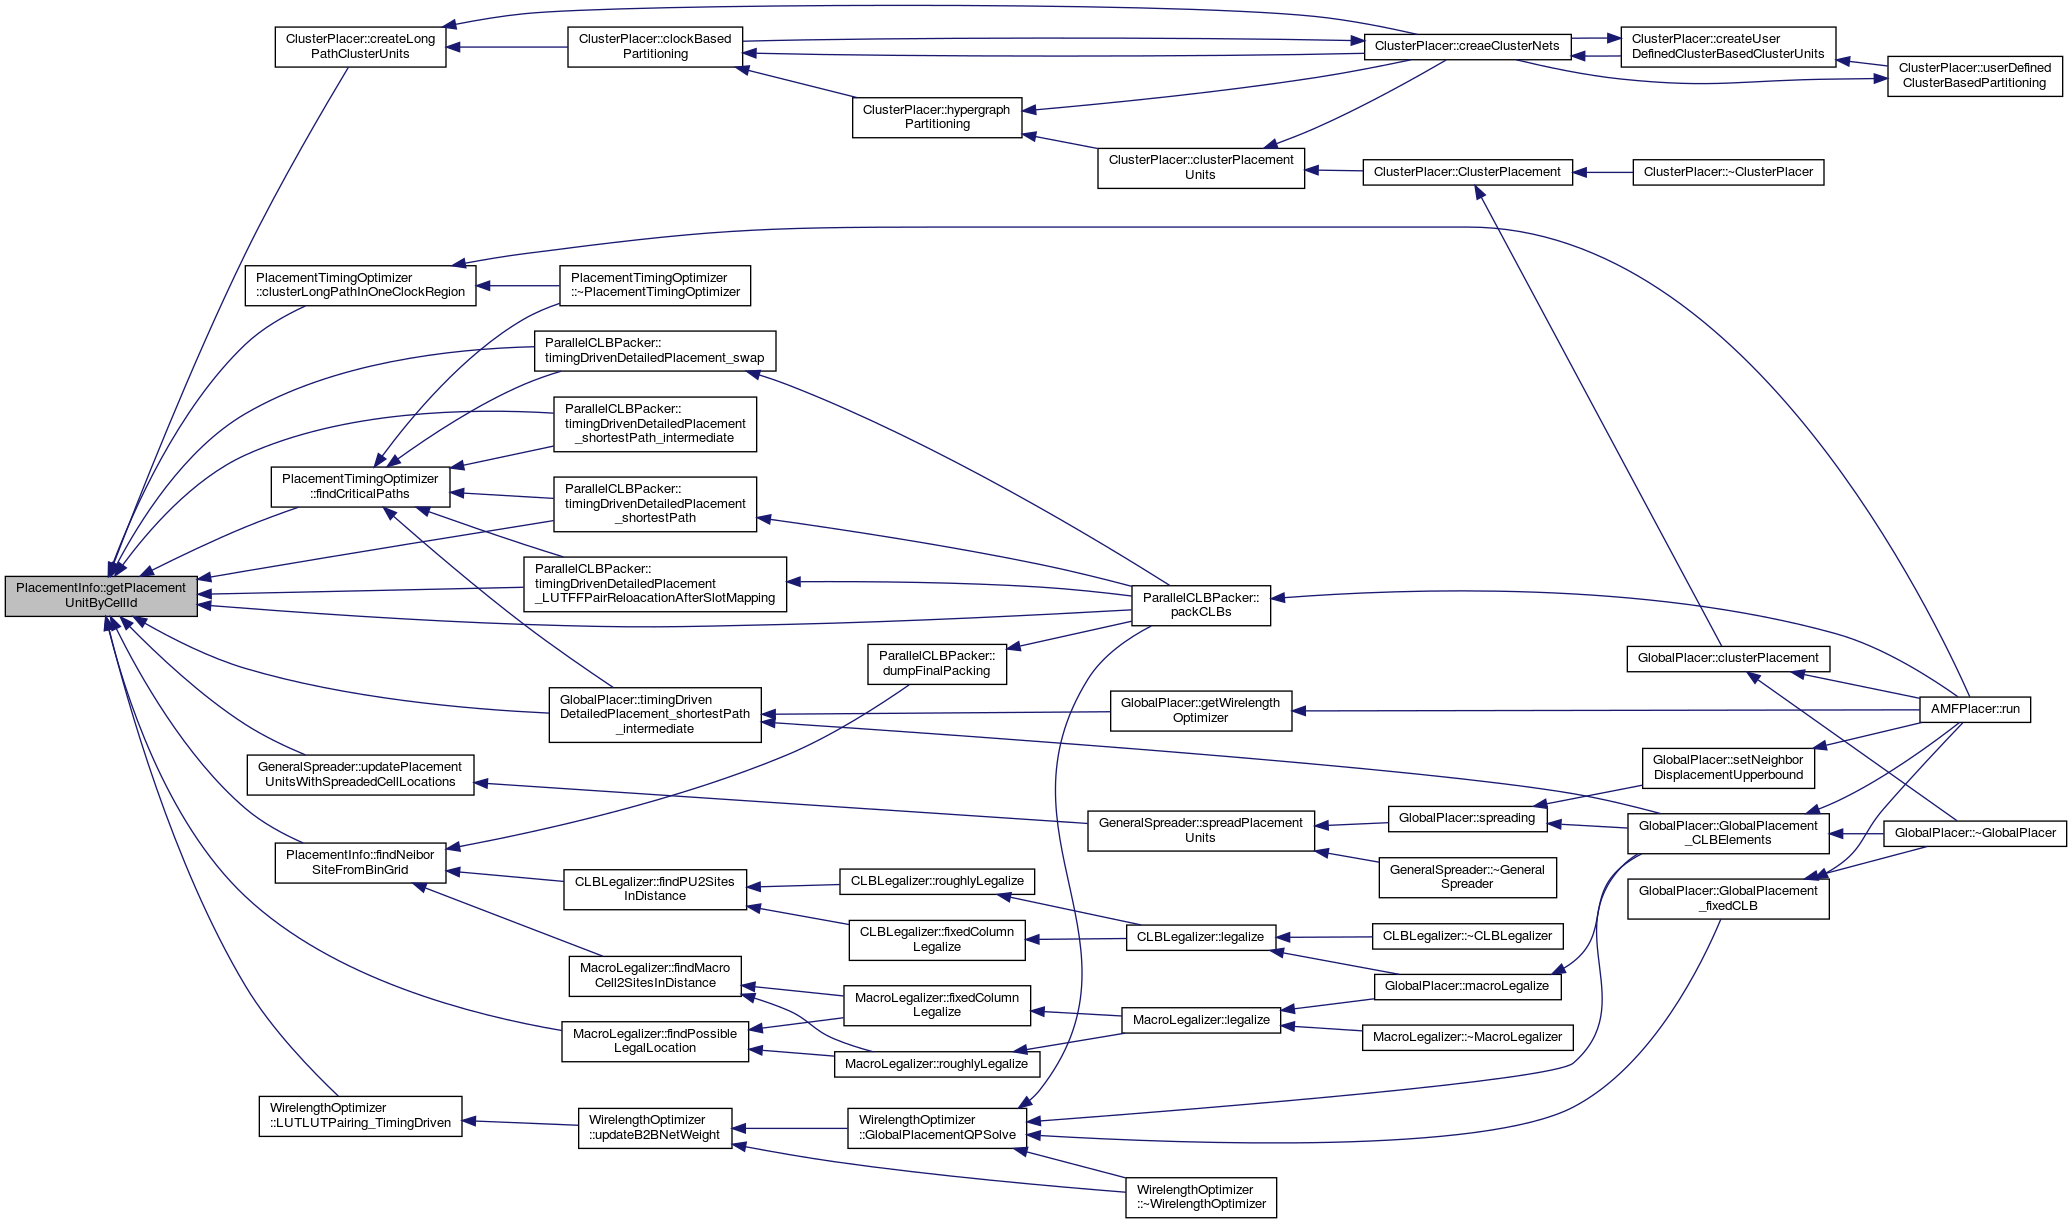 ClusterPlacer::createLong
PathClusterUnits
ClusterPlacer::clockBased
Partitioning
ClusterPlacer::creaeClusterNets
ClusterPlacer::createUser
DefinedClusterBasedClusterUnits
ClusterPlacer::userDefined
ClusterBasedPartitioning
ClusterPlacer::hypergraph
Partitioning
ClusterPlacer::clusterPlacement
Units
ClusterPlacer::ClusterPlacement
ClusterPlacer::~ClusterPlacer
PlacementTimingOptimizer
::clusterLongPathInOneClockRegion
PlacementTimingOptimizer
::~PlacementTimingOptimizer
ParallelCLBPacker::
timingDrivenDetailedPlacement_swap
ParallelCLBPacker::
timingDrivenDetailedPlacement
_shortestPath_intermediate
PlacementTimingOptimizer
::findCriticalPaths
ParallelCLBPacker::
timingDrivenDetailedPlacement
_shortestPath
PlacementInfo::getPlacement
UnitByCellId
ParallelCLBPacker::
timingDrivenDetailedPlacement
_LUTFFPairReloacationAfterSlotMapping
ParallelCLBPacker::
packCLBs
ParallelCLBPacker::
dumpFinalPacking
GlobalPlacer::clusterPlacement
GlobalPlacer::timingDriven
DetailedPlacement_shortestPath
_intermediate
GlobalPlacer::getWirelength
Optimizer
AMFPlacer::run
GeneralSpreader::updatePlacement
UnitsWithSpreadedCellLocations
GlobalPlacer::setNeighbor
DisplacementUpperbound
GeneralSpreader::spreadPlacement
Units
GlobalPlacer::spreading
GlobalPlacer::GlobalPlacement
_CLBElements
GlobalPlacer::~GlobalPlacer
PlacementInfo::findNeibor
SiteFromBinGrid
GeneralSpreader::~General
Spreader
CLBLegalizer::findPU2Sites
InDistance
CLBLegalizer::roughlyLegalize
GlobalPlacer::GlobalPlacement
_fixedCLB
CLBLegalizer::fixedColumn
Legalize
CLBLegalizer::legalize
CLBLegalizer::~CLBLegalizer
MacroLegalizer::findMacro
Cell2SitesInDistance
GlobalPlacer::macroLegalize
MacroLegalizer::fixedColumn
Legalize
MacroLegalizer::legalize
MacroLegalizer::findPossible
LegalLocation
MacroLegalizer::~MacroLegalizer
MacroLegalizer::roughlyLegalize
WirelengthOptimizer
::LUTLUTPairing_TimingDriven
WirelengthOptimizer
::updateB2BNetWeight
WirelengthOptimizer
::GlobalPlacementQPSolve
WirelengthOptimizer
::~WirelengthOptimizer